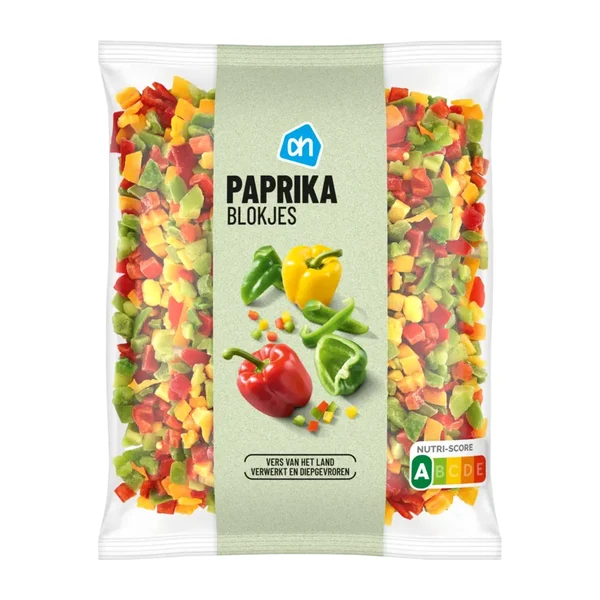 ah
PAPRIKA
BLOKJES
VERS VAN HET LAND
VERWERKT EN DIEPGEVROREN
NUTRI-SCORE
A B C D E